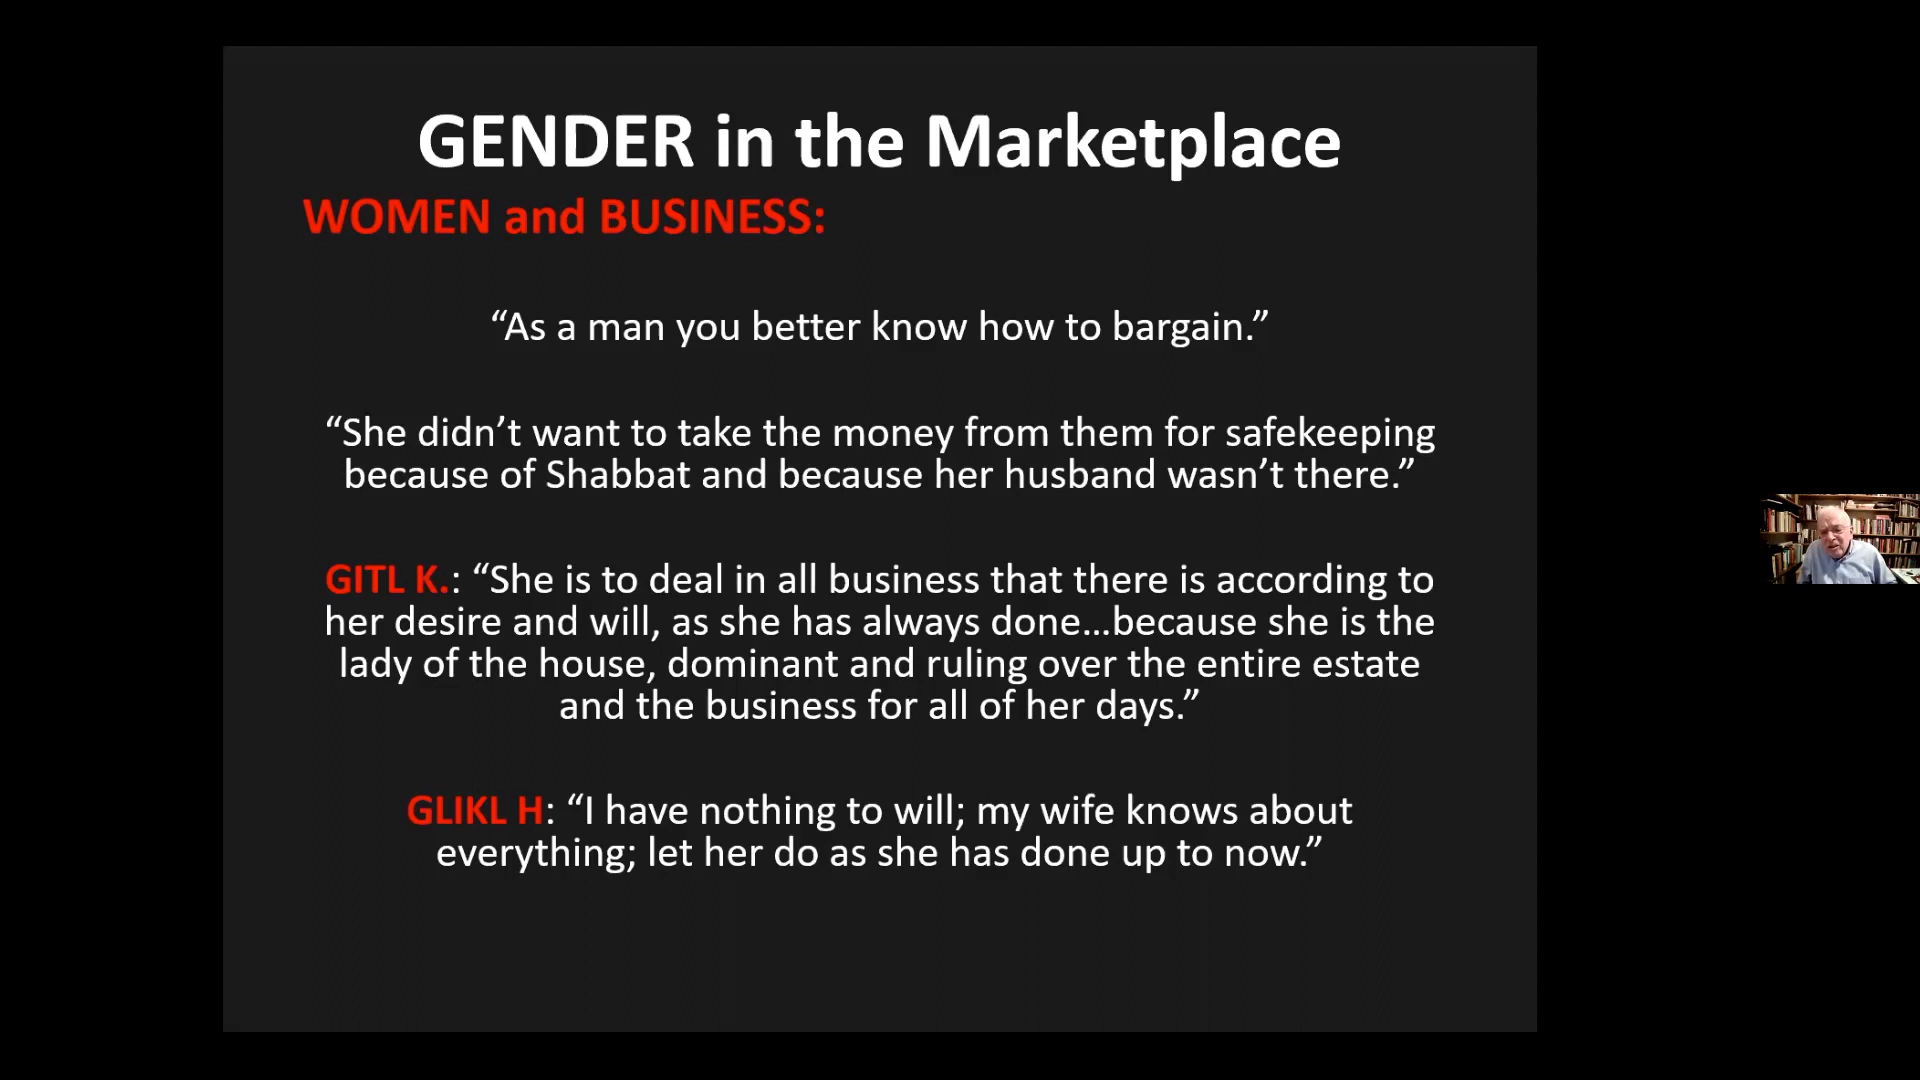 GENDER in the Marketplace
WOMEN and BUSINESS:
“As a man you better know how to bargain.”
“She didn’t want to take the money from them for safekeeping
because of Shabbat and because her husband wasn’t there.”
GITL K.: “She is to deal in all business that there is according to
her desire and will, as she has always done...because she is the
lady of the house, dominant and ruling over the entire estate
and the business for all of her days.”
GLIKL H: “I have nothing to will; my wife knows about
everything; let her do as she has done up to now.”